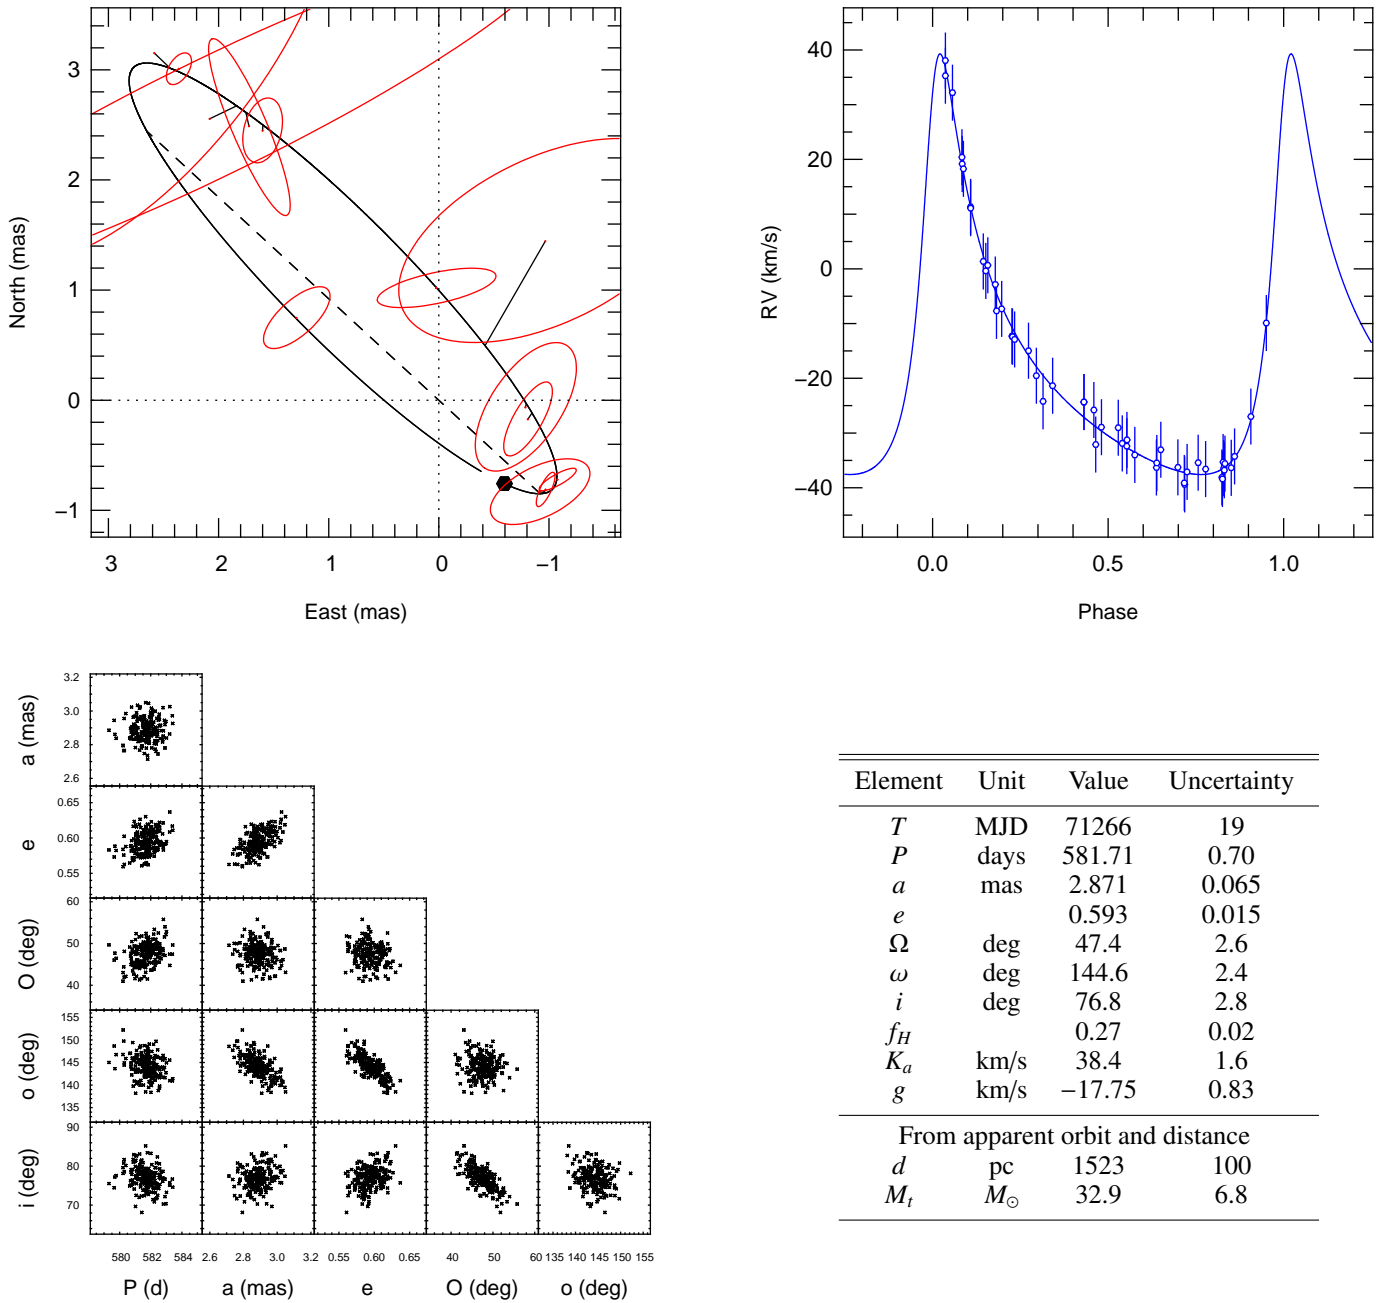 3
2
1
0
−1
North (mas)
3 2 1 0 −1
East (mas)
40
20
0
−20
−40
RV (km/s)
0.0 0.5 1.0
Phase
3.2
3.0
2.8
2.6
a (mas)
0.65
0.60
0.55
e
60
50
40
O (deg)
155
150
145
140
135
o (deg)
90
80
70
i (deg)
580 582 584 2.6 2.8 3.0 3.2 0.55 0.60 0.65 40 50 60 135 140 145 150 155
P (d) a (mas) e O (deg) o (deg)
Element Unit Value Uncertainty
T MJD 71266 19
P days 581.71 0.70
a mas 2.871 0.065
e 0.593 0.015
Ω deg 47.4 2.6
ω deg 144.6 2.4
i deg 76.8 2.8
f_H 0.27 0.02
K_a km/s 38.4 1.6
g km/s −17.75 0.83
From apparent orbit and distance
d pc 1523 100
M_t M_⊙ 32.9 6.8